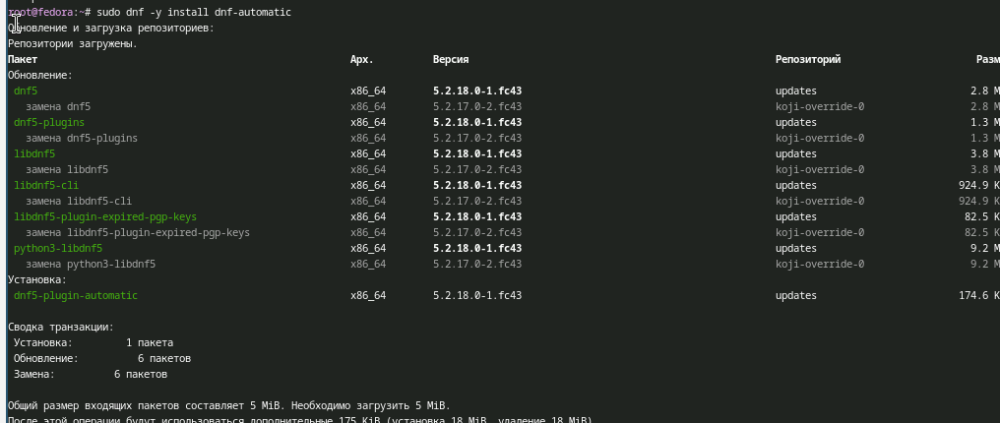 root@fedora:~# sudo dnf -y install dnf-automatic
Обновление и загрузка репозиториев:
Репозитории загружены.
Пакет Арх. Версия Репозиторий Разм
Обновление:
dnf5 x86_64 5.2.18.0-1.fc43 updates 2.8 M
замена dnf5 x86_64 5.2.17.0-2.fc43 koji-override-0 2.8 M
dnf5-plugins x86_64 5.2.18.0-1.fc43 updates 1.3 M
замена dnf5-plugins x86_64 5.2.17.0-2.fc43 koji-override-0 1.3 M
libdnf5 x86_64 5.2.18.0-1.fc43 updates 3.8 M
замена libdnf5 x86_64 5.2.17.0-2.fc43 koji-override-0 3.8 M
libdnf5-cli x86_64 5.2.18.0-1.fc43 updates 924.9 K
замена libdnf5-cli x86_64 5.2.17.0-2.fc43 koji-override-0 924.9 K
libdnf5-plugin-expired-pgp-keys x86_64 5.2.18.0-1.fc43 updates 82.5 K
замена libdnf5-plugin-expired-pgp-keys x86_64 5.2.17.0-2.fc43 koji-override-0 82.5 K
python3-libdnf5 x86_64 5.2.18.0-1.fc43 updates 9.2 M
замена python3-libdnf5 x86_64 5.2.17.0-2.fc43 koji-override-0 9.2 M
Установка:
dnf5-plugin-automatic x86_64 5.2.18.0-1.fc43 updates 174.6 K
Сводка транзакции:
Установка: 1 пакета
Обновление: 6 пакетов
Замена: 6 пакетов
Общий размер входящих пакетов составляет 5 MiB. Необходимо загрузить 5 MiB.
После этой операции будут использоваться дополнительные 175 KiB (установка 18 MiB, удаление 18 MiB).